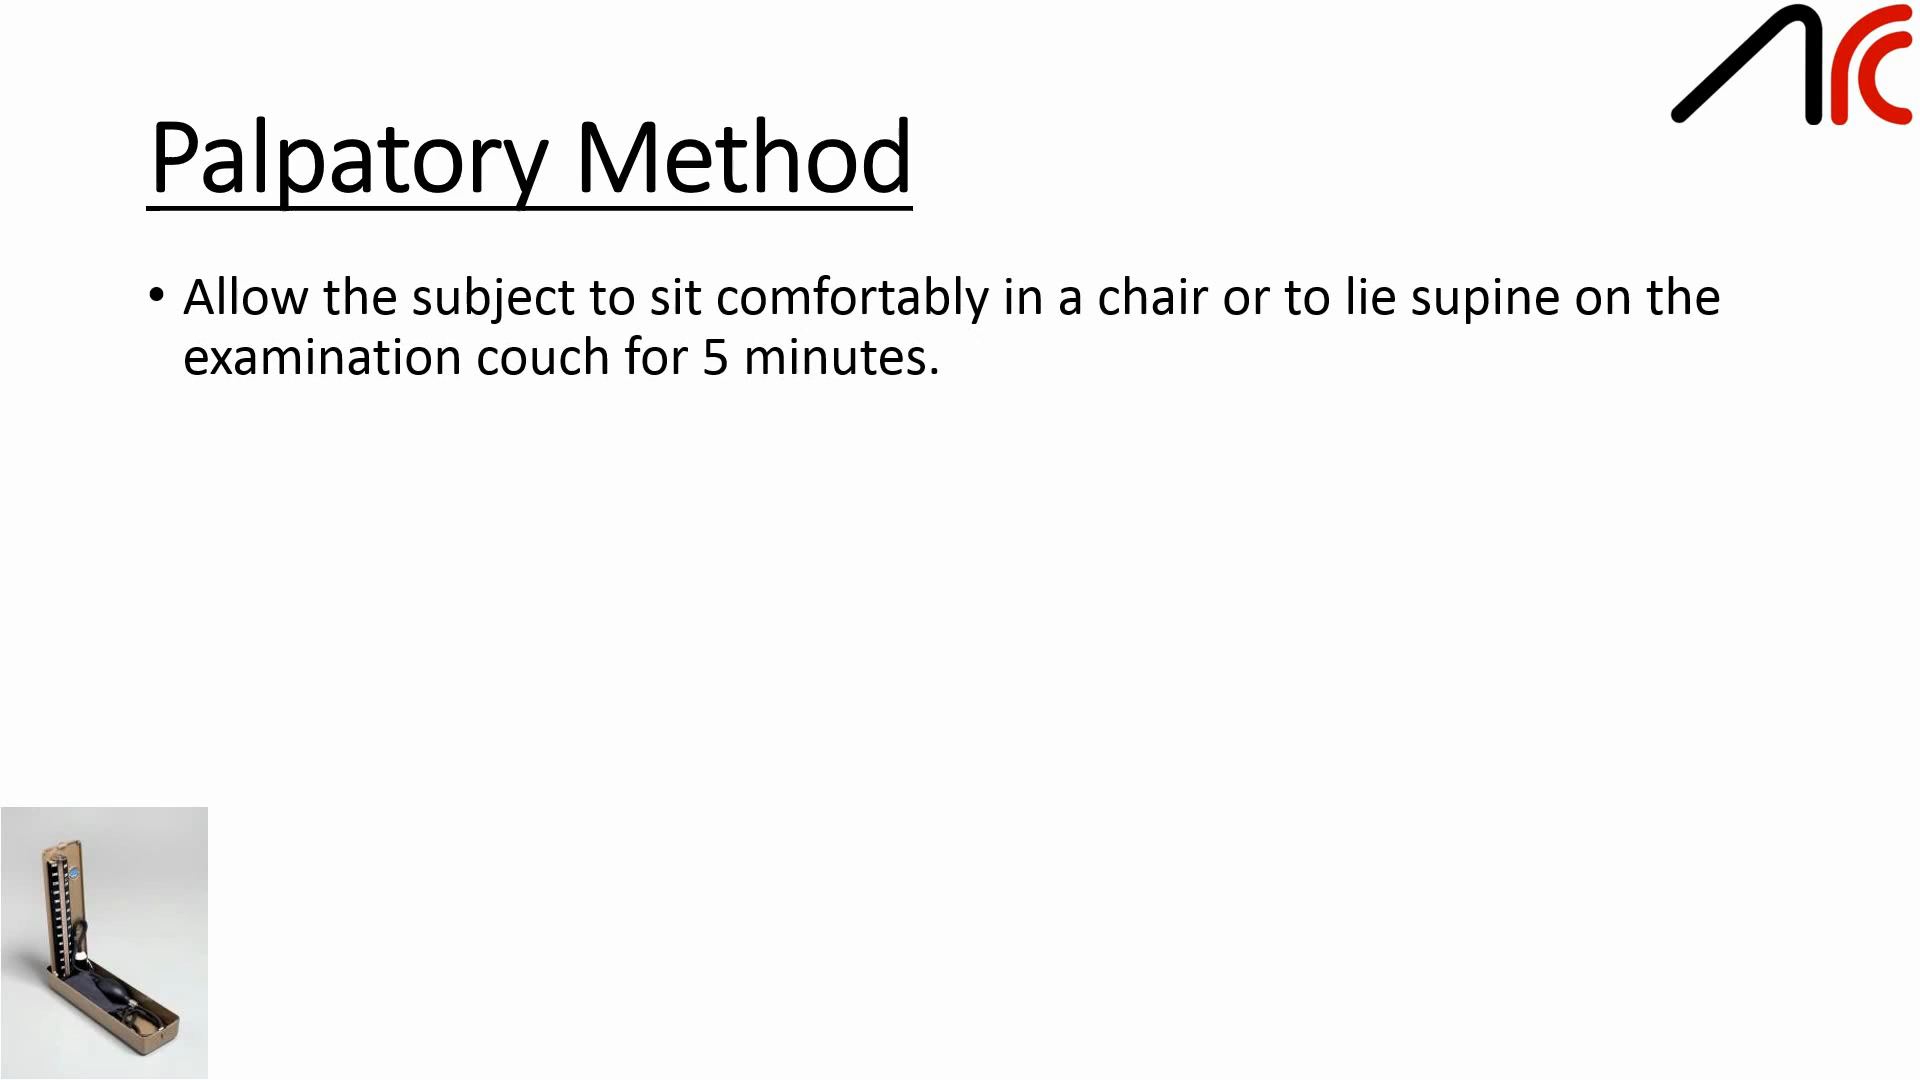 Palpatory Method
• Allow the subject to sit comfortably in a chair or to lie supine on the
examination couch for 5 minutes.